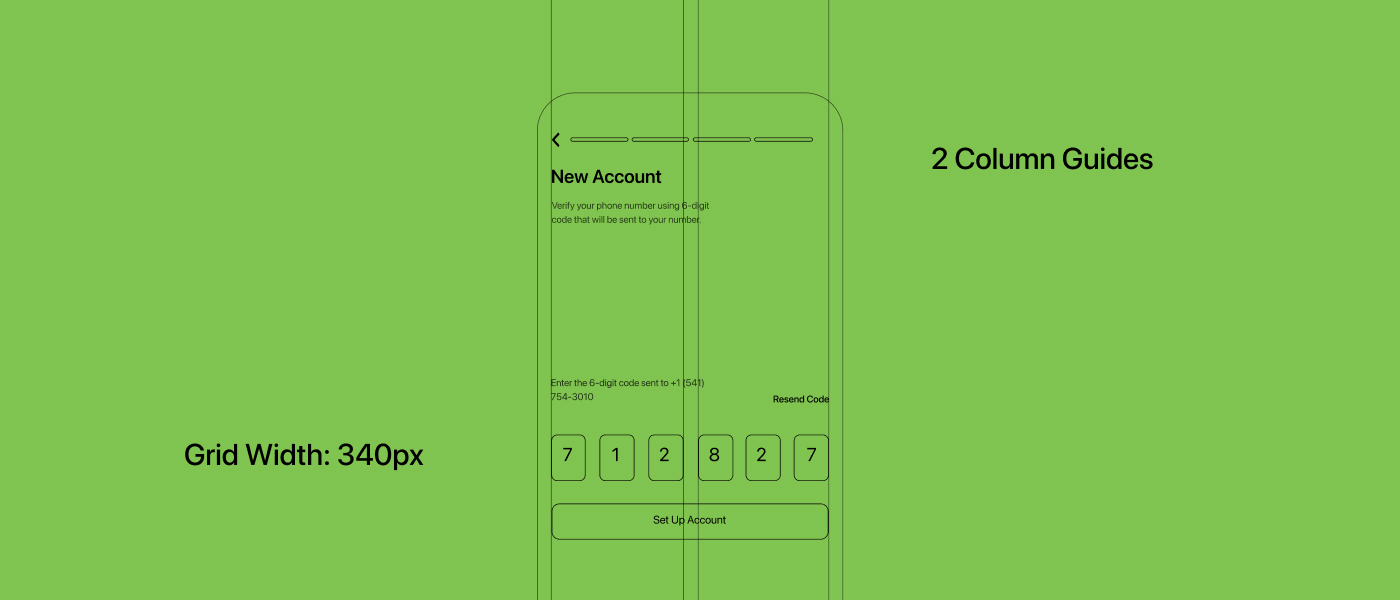 2 Column Guides
New Account
Verify your phone number using 6-digit
code that will be sent to your number.
Enter the 6-digit code sent to +1 (541)
754-3010
Resend Code
Grid Width: 340px
7 1 2 8 2 7
Set Up Account